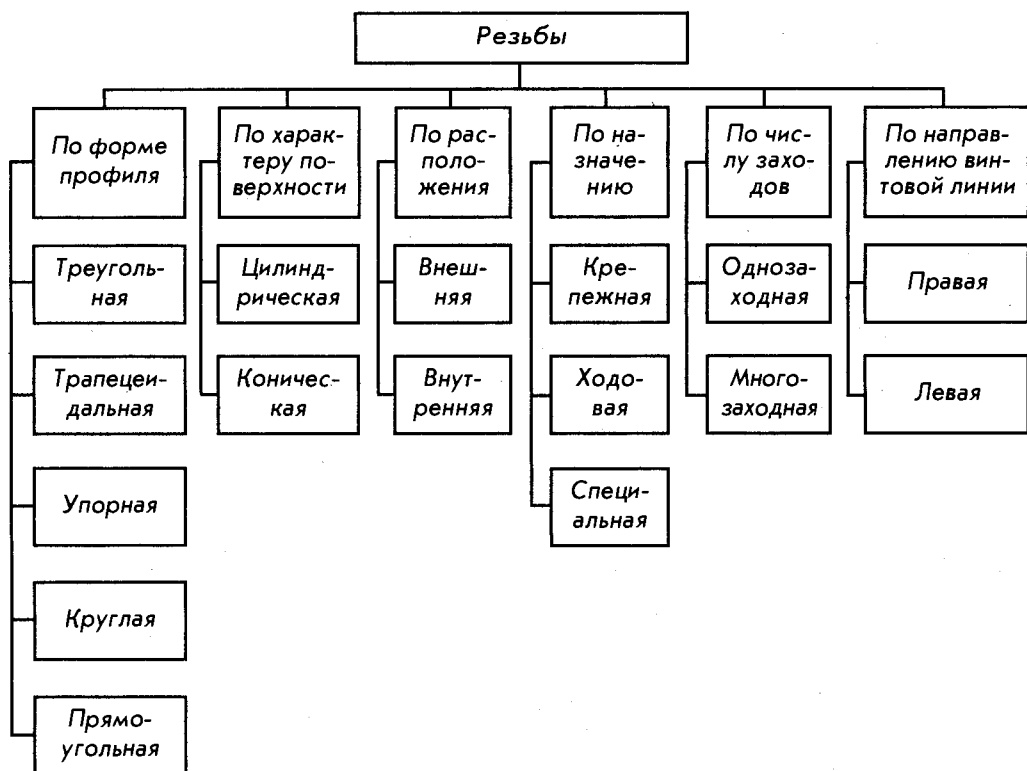 Резьбы
По форме
профиля
По харак-
теру по-
верхности
По рас-
поло-
жения
По на-
значе-
нию
По чис-
лу захо-
дов
По направ-
лению вин-
товой линии
Треуголь-
ная
Цилинд-
рическая
Внеш-
няя
Кре-
пежная
Одноза-
ходная
Правая
Трапецеи-
дальная
Коничес-
кая
Внут-
ренняя
Ходо-
вая
Много-
заходная
Левая
Упорная
Специ-
альная
Круглая
Прямо-
угольная